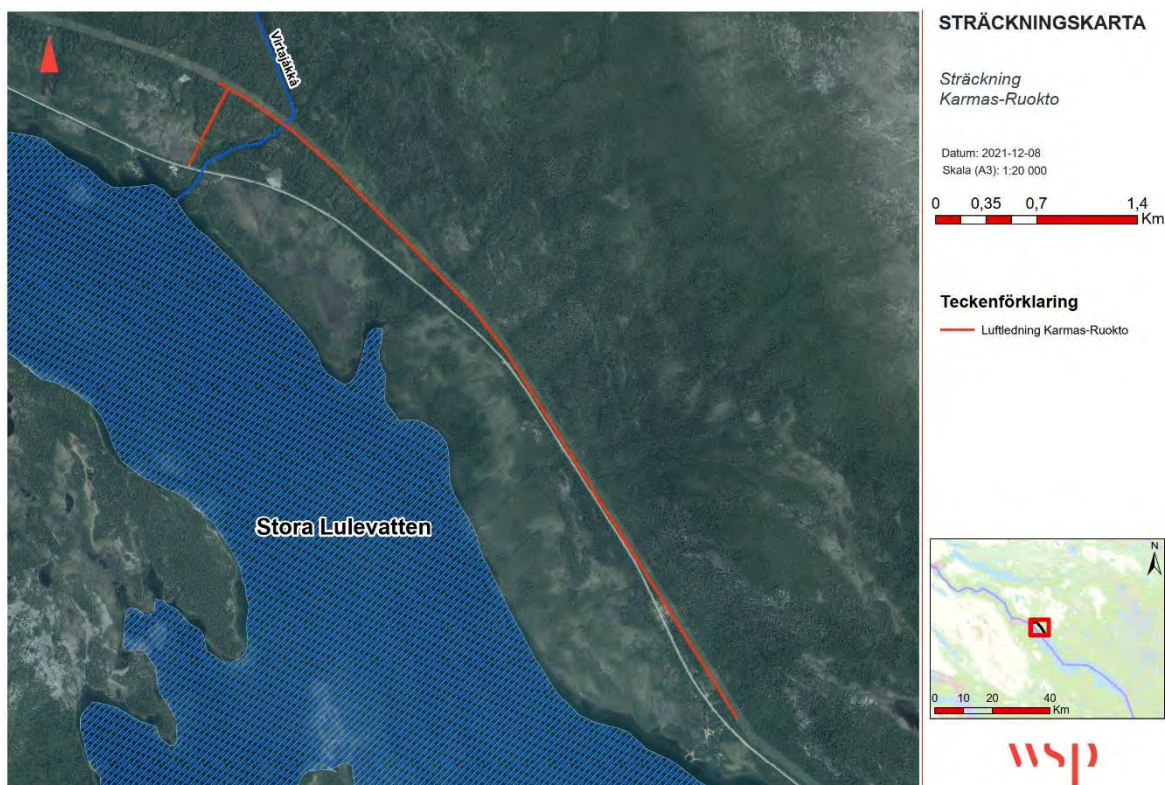 Virtajåkkå
N
Stora Lulevatten
STRÄCKNINGSKARTA
Sträckning
Karmas-Ruokto
Datum: 2021-12-08
Skala (A3): 1:20 000
0 0,35 0,7 1,4
Km
Teckenförklaring
Luftledning Karmas-Ruokto
N
0 10 20 40
Km
wsp